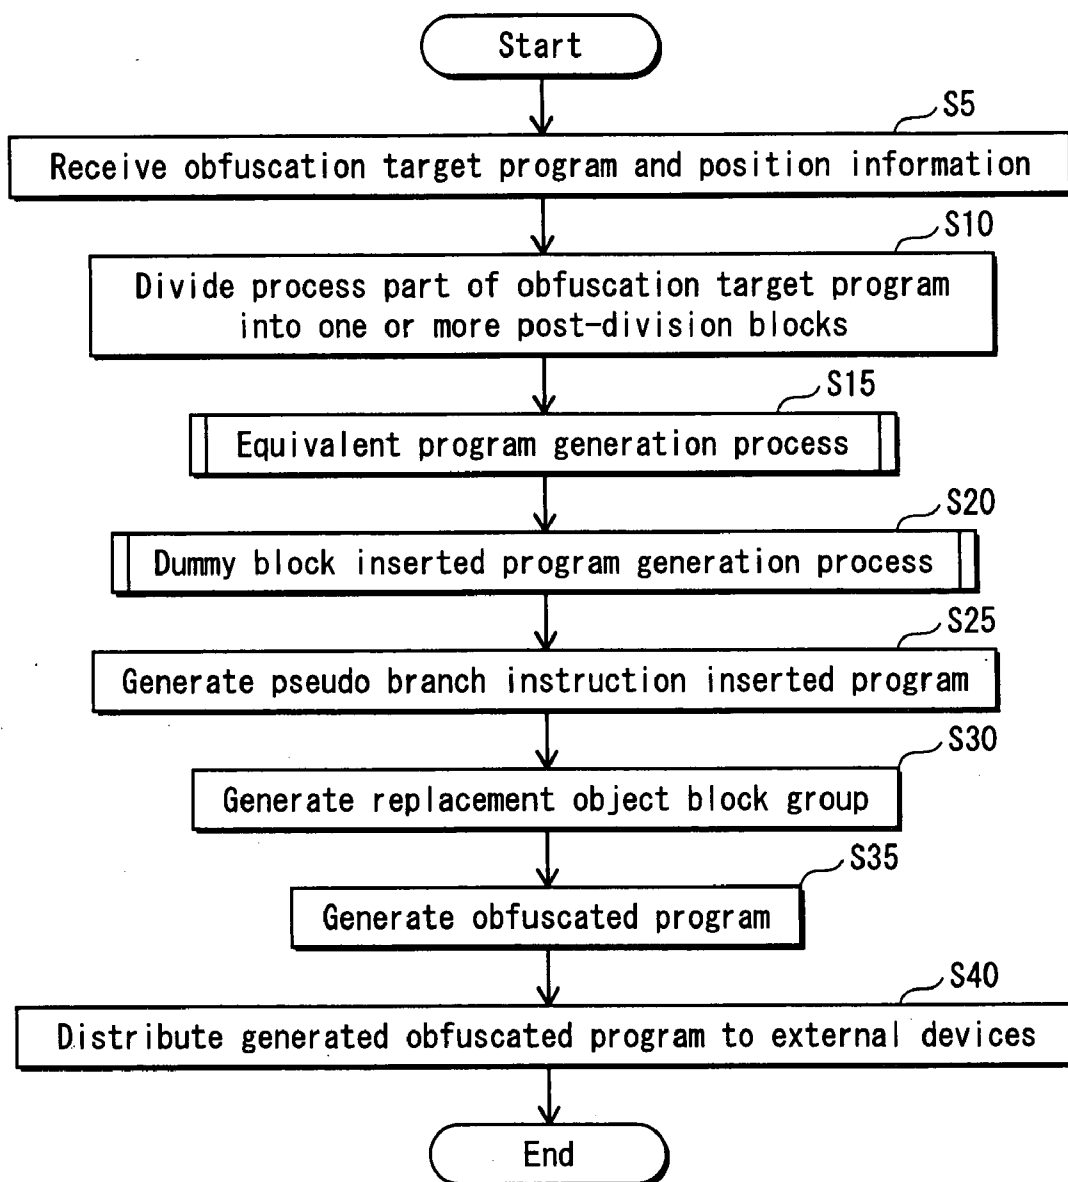 Start
S5
Receive obfuscation target program and position information
S10
Divide process part of obfuscation target program
into one or more post-division blocks
S15
Equivalent program generation process
S20
Dummy block inserted program generation process
S25
Generate pseudo branch instruction inserted program
S30
Generate replacement object block group
S35
Generate obfuscated program
S40
Distribute generated obfuscated program to external devices
End